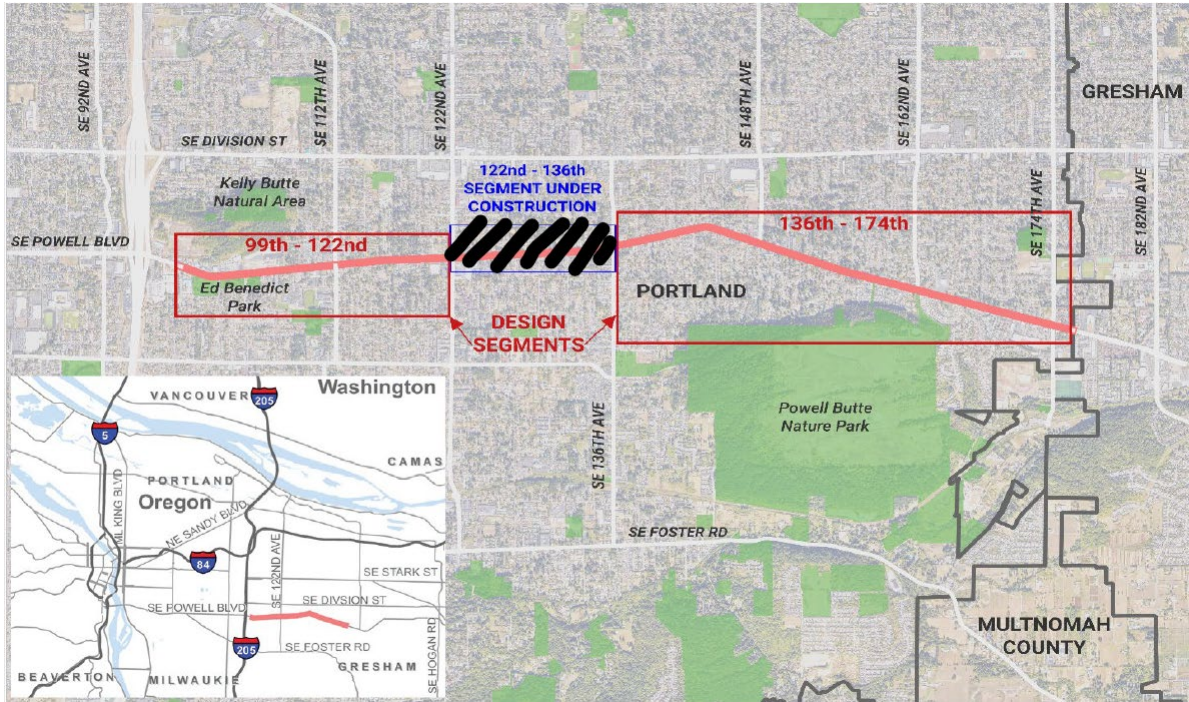 SE 92ND AVE
SE 112TH AVE
SE 122ND AVE
SE 148TH AVE
SE 162ND AVE
GRESHAM
SE DIVISION ST
Kelly Butte
Natural Area
122nd - 136th
SEGMENT UNDER
CONSTRUCTION
SE 174TH AVE
SE 182ND AVE
SE POWELL BLVD
99th - 122nd
136th - 174th
Ed Benedict
Park
PORTLAND
DESIGN
SEGMENTS
SE 136TH AVE
Powell Butte
Nature Park
SE FOSTER RD
MULTNOMAH
COUNTY
Washington
VANCOUVER
205
5
CAMAS
PORTLAND
Oregon
ML KING BLVD
NE SANDY BLVD
84
SE 122ND AVE
SE STARK ST
SE POWELL BLVD
SE DIVSION ST
SE FOSTER RD
205
GRESHAM
SE HOGAN RD
BEAVERTON
MILWAUKIE